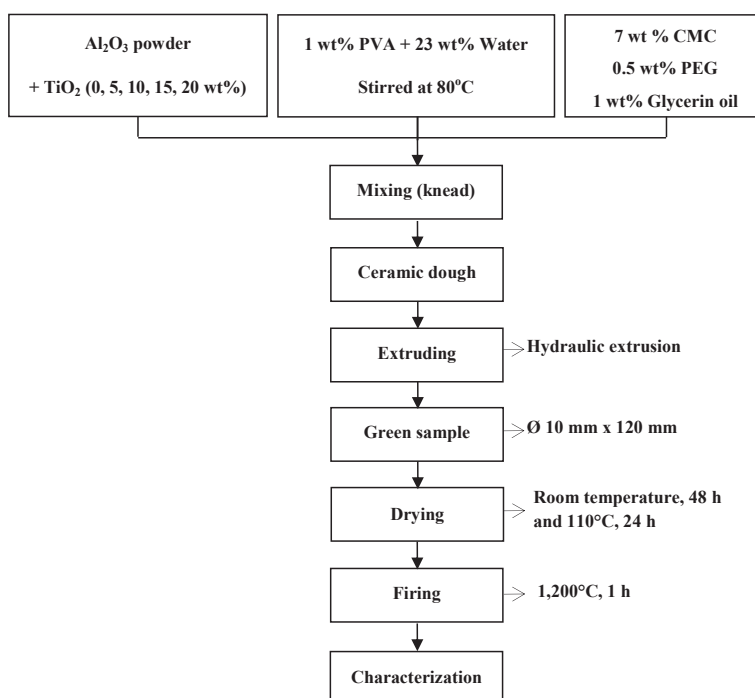 Al₂O₃ powder
+ TiO₂ (0, 5, 10, 15, 20 wt%)
1 wt% PVA + 23 wt% Water
Stirred at 80°C
7 wt % CMC
0.5 wt% PEG
1 wt% Glycerin oil
Mixing (knead)
Ceramic dough
Extruding
Hydraulic extrusion
Green sample
Ø 10 mm x 120 mm
Drying
Room temperature, 48 h
and 110°C, 24 h
Firing
1,200°C, 1 h
Characterization